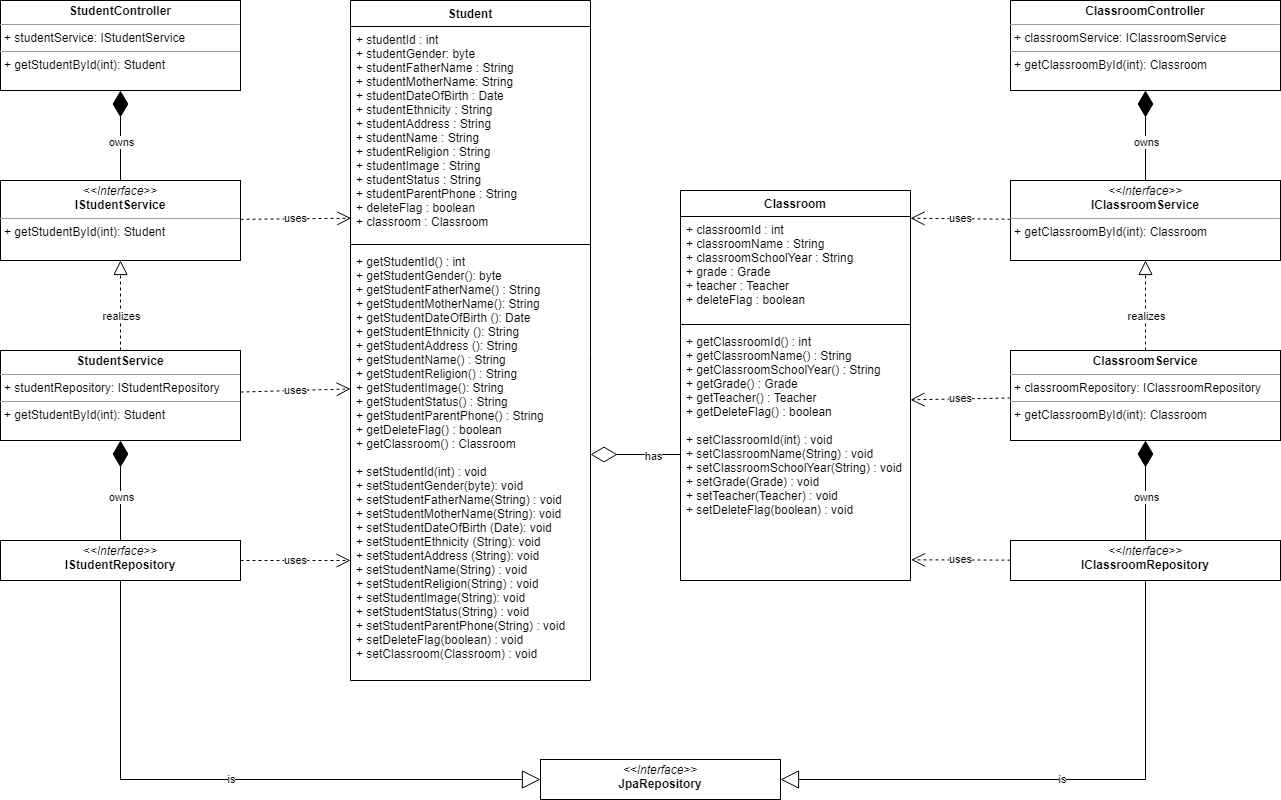 StudentController
+ studentService: IStudentService
+ getStudentById(int): Student
owns
<<Interface>>
IStudentService
+ getStudentById(int): Student
uses
realizes
StudentService
+ studentRepository: IStudentRepository
+ getStudentById(int): Student
uses
owns
<<Interface>>
IStudentRepository
uses
Student
+ studentId : int
+ studentGender: byte
+ studentFatherName : String
+ studentMotherName: String
+ studentDateOfBirth : Date
+ studentEthnicity : String
+ studentAddress : String
+ studentName : String
+ studentReligion : String
+ studentImage : String
+ studentStatus : String
+ studentParentPhone : String
+ deleteFlag : boolean
+ classroom : Classroom
+ getStudentId() : int
+ getStudentGender(): byte
+ getStudentFatherName() : String
+ getStudentMotherName(): String
+ getStudentDateOfBirth (): Date
+ getStudentEthnicity (): String
+ getStudentAddress (): String
+ getStudentName() : String
+ getStudentReligion() : String
+ getStudentImage(): String
+ getStudentStatus() : String
+ getStudentParentPhone() : String
+ getDeleteFlag() : boolean
+ getClassroom() : Classroom
+ setStudentId(int) : void
+ setStudentGender(byte): void
+ setStudentFatherName(String) : void
+ setStudentMotherName(String): void
+ setStudentDateOfBirth (Date): void
+ setStudentEthnicity (String): void
+ setStudentAddress (String): void
+ setStudentName(String) : void
+ setStudentReligion(String) : void
+ setStudentImage(String): void
+ setStudentStatus(String) : void
+ setStudentParentPhone(String) : void
+ setDeleteFlag(boolean) : void
+ setClassroom(Classroom) : void
has
Classroom
+ classroomId : int
+ classroomName : String
+ classroomSchoolYear : String
+ grade : Grade
+ teacher : Teacher
+ deleteFlag : boolean
+ getClassroomId() : int
+ getClassroomName() : String
+ getClassroomSchoolYear() : String
+ getGrade() : Grade
+ getTeacher() : Teacher
+ getDeleteFlag() : boolean
+ setClassroomId(int) : void
+ setClassroomName(String) : void
+ setClassroomSchoolYear(String) : void
+ setGrade(Grade) : void
+ setTeacher(Teacher) : void
+ setDeleteFlag(boolean) : void
ClassroomController
+ classroomService: IClassroomService
+ getClassroomById(int): Classroom
owns
<<Interface>>
IClassroomService
+ getClassroomById(int): Classroom
uses
realizes
ClassroomService
+ classroomRepository: IClassroomRepository
+ getClassroomById(int): Classroom
uses
owns
<<Interface>>
IClassroomRepository
uses
is
<<Interface>>
JpaRepository
is